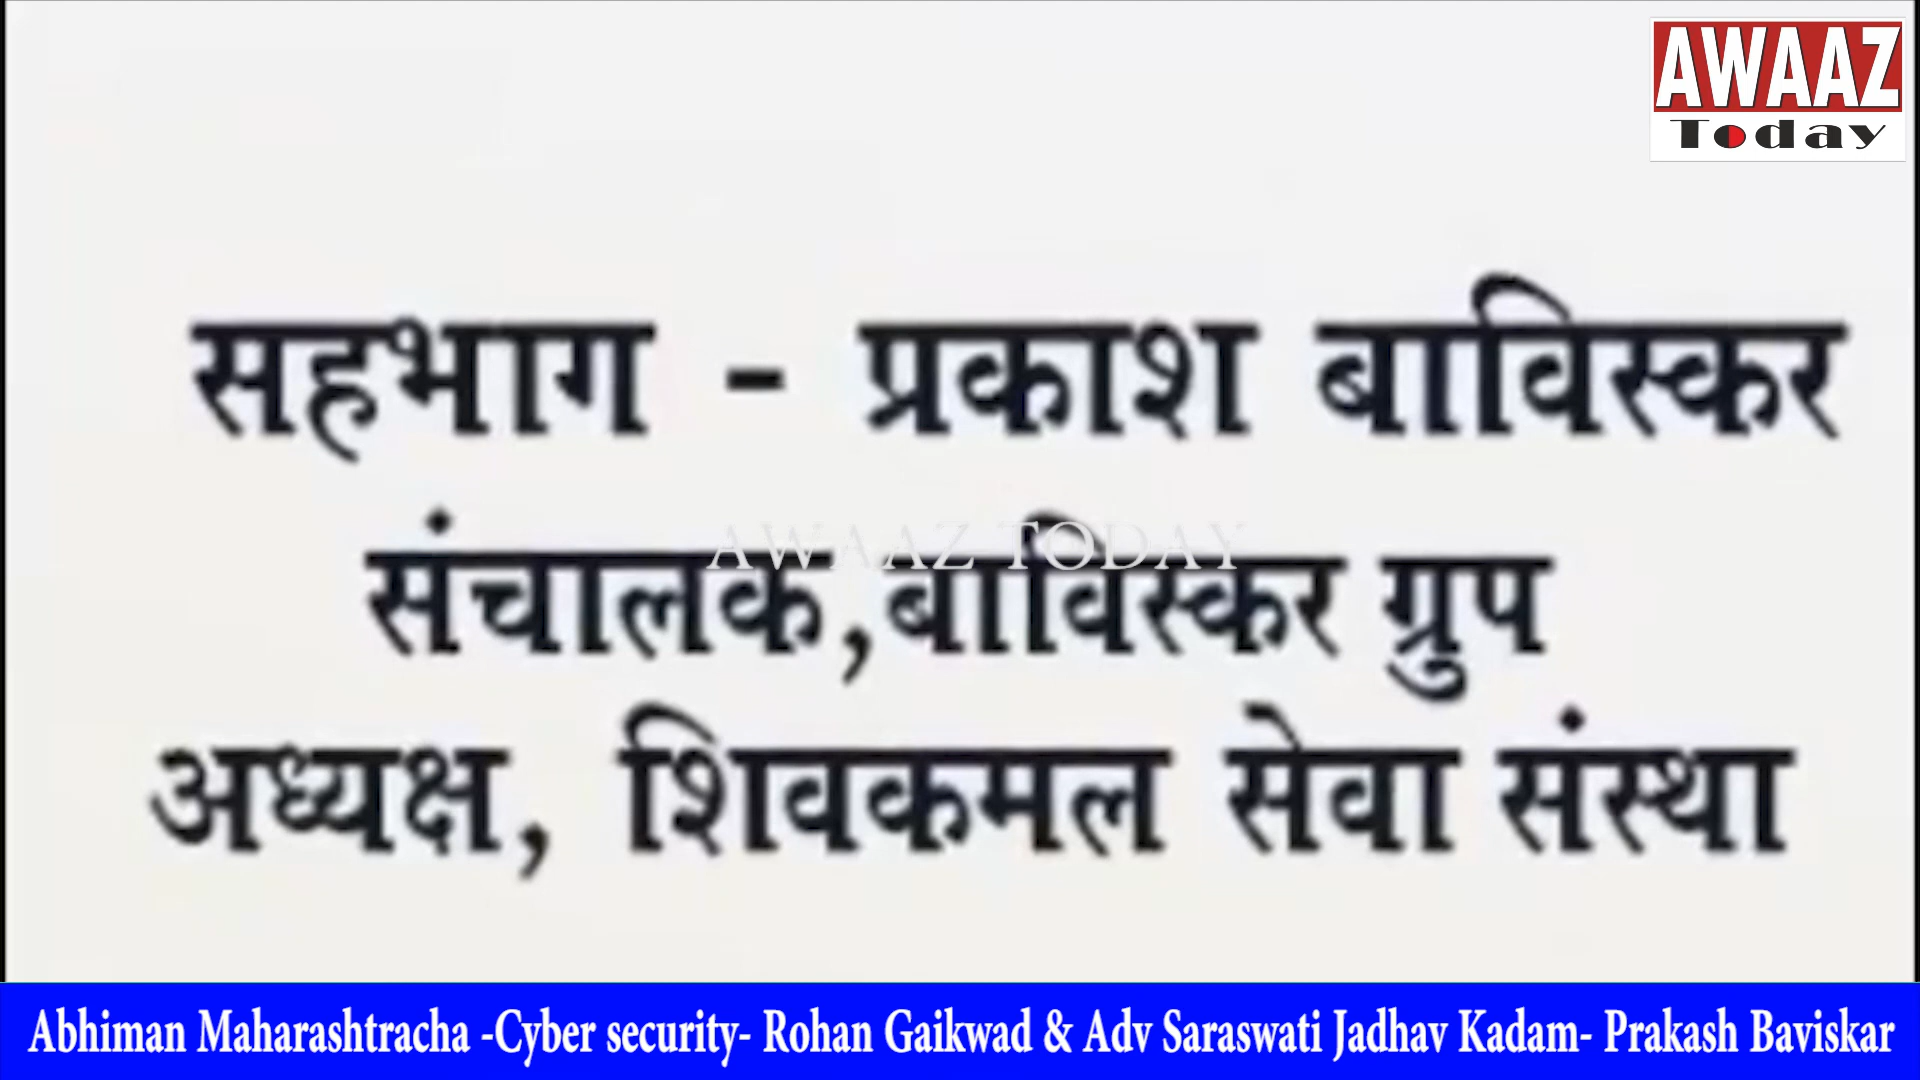 AWAAZ
Today
सहभाग - प्रकाश बाविस्कर
संचालक,बाविस्कर ग्रुप
AWAAZ TODAY
अध्यक्ष, शिवकमल सेवा संस्था
Abhiman Maharashtracha -Cyber security- Rohan Gaikwad & Adv Saraswati Jadhav Kadam- Prakash Baviskar